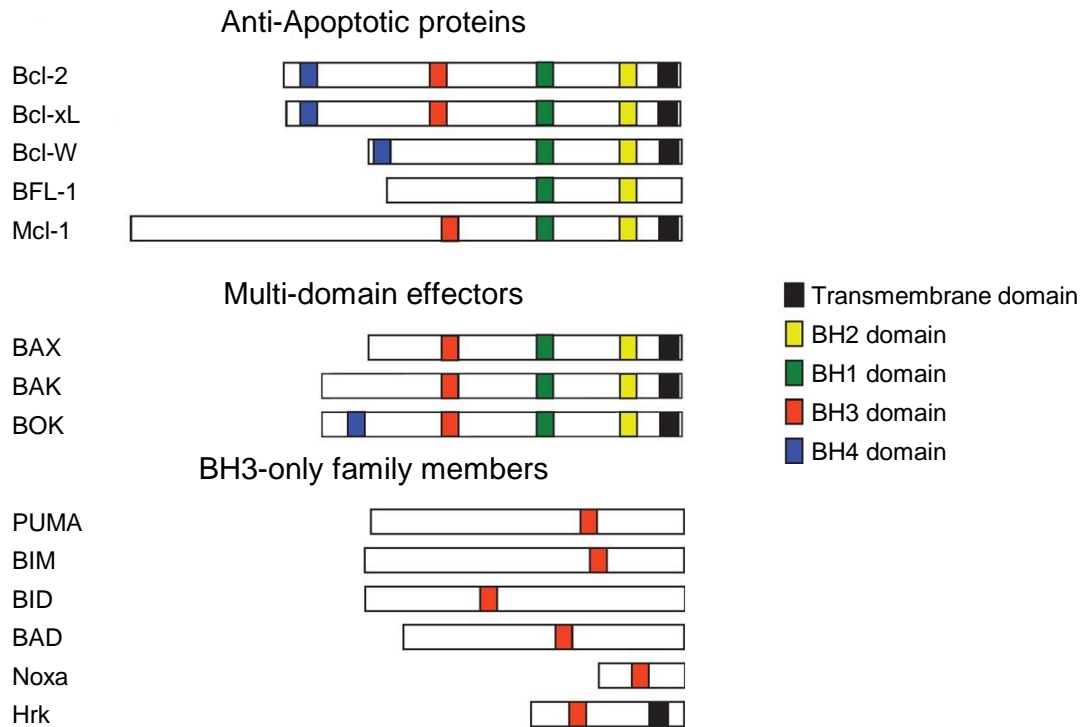 Anti-Apoptotic proteins
Bcl-2
Bcl-xL
Bcl-W
BFL-1
Mcl-1
Multi-domain effectors
BAX
BAK
BOK
Transmembrane domain
BH2 domain
BH1 domain
BH3 domain
BH4 domain
BH3-only family members
PUMA
BIM
BID
BAD
Noxa
Hrk